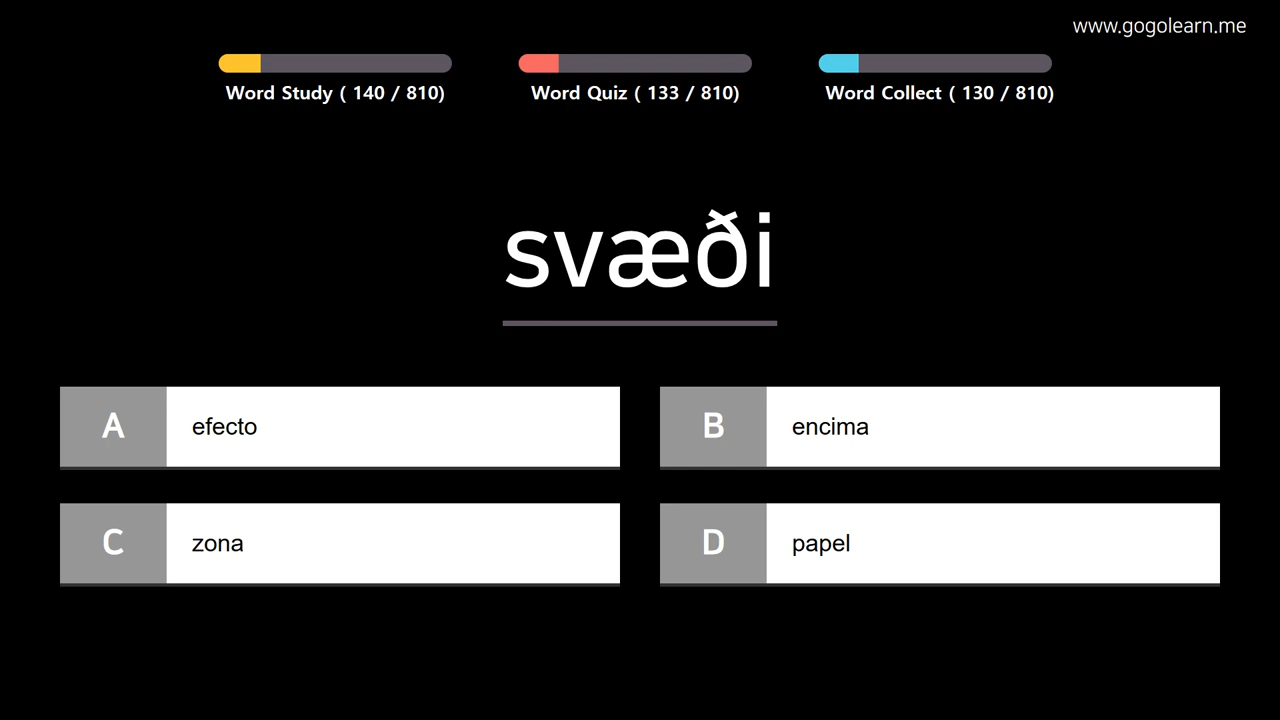 www.gogolearn.me
Word Study ( 140 / 810)
Word Quiz ( 133 / 810)
Word Collect ( 130 / 810)
svæði
A efecto
B encima
C zona
D papel